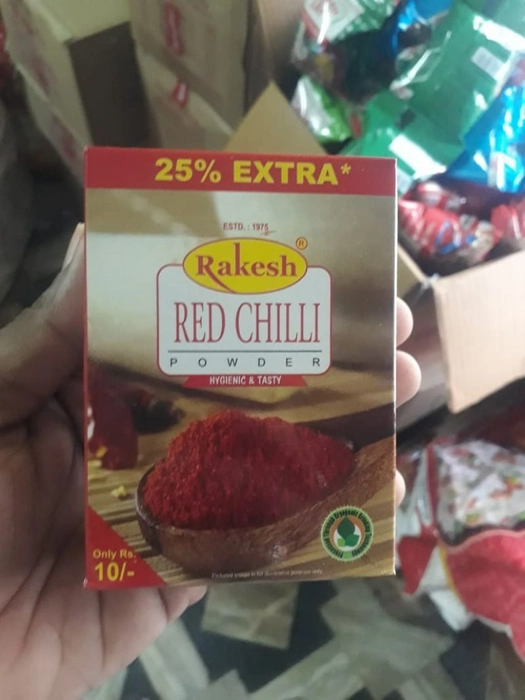 25% EXTRA*
ESTD. : 1975
Rakesh®
RED CHILLI
POWDER
HYGIENIC & TASTY
Only Rs.
10/-